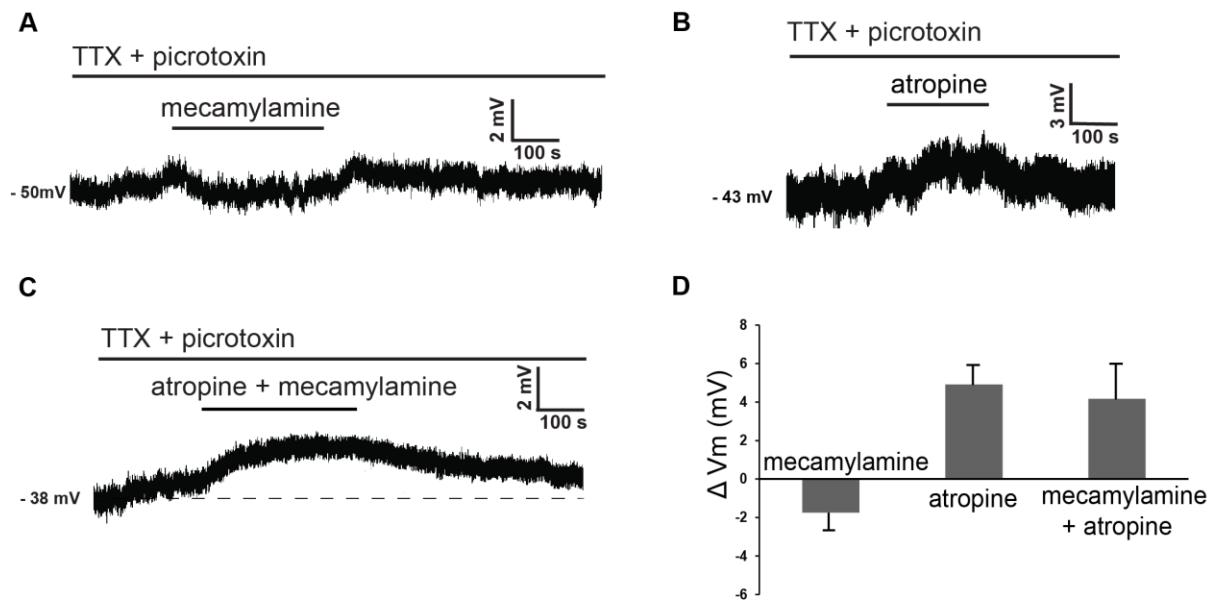 A
TTX + picrotoxin
mecamylamine
2 mV
100 s
- 50mV
B
TTX + picrotoxin
atropine
3 mV
100 s
- 43 mV
C
TTX + picrotoxin
atropine + mecamylamine
2 mV
100 s
- 38 mV
D
Δ Vm (mV)
8
6
4
2
0
-2
-4
-6
mecamylamine
atropine
mecamylamine
+ atropine